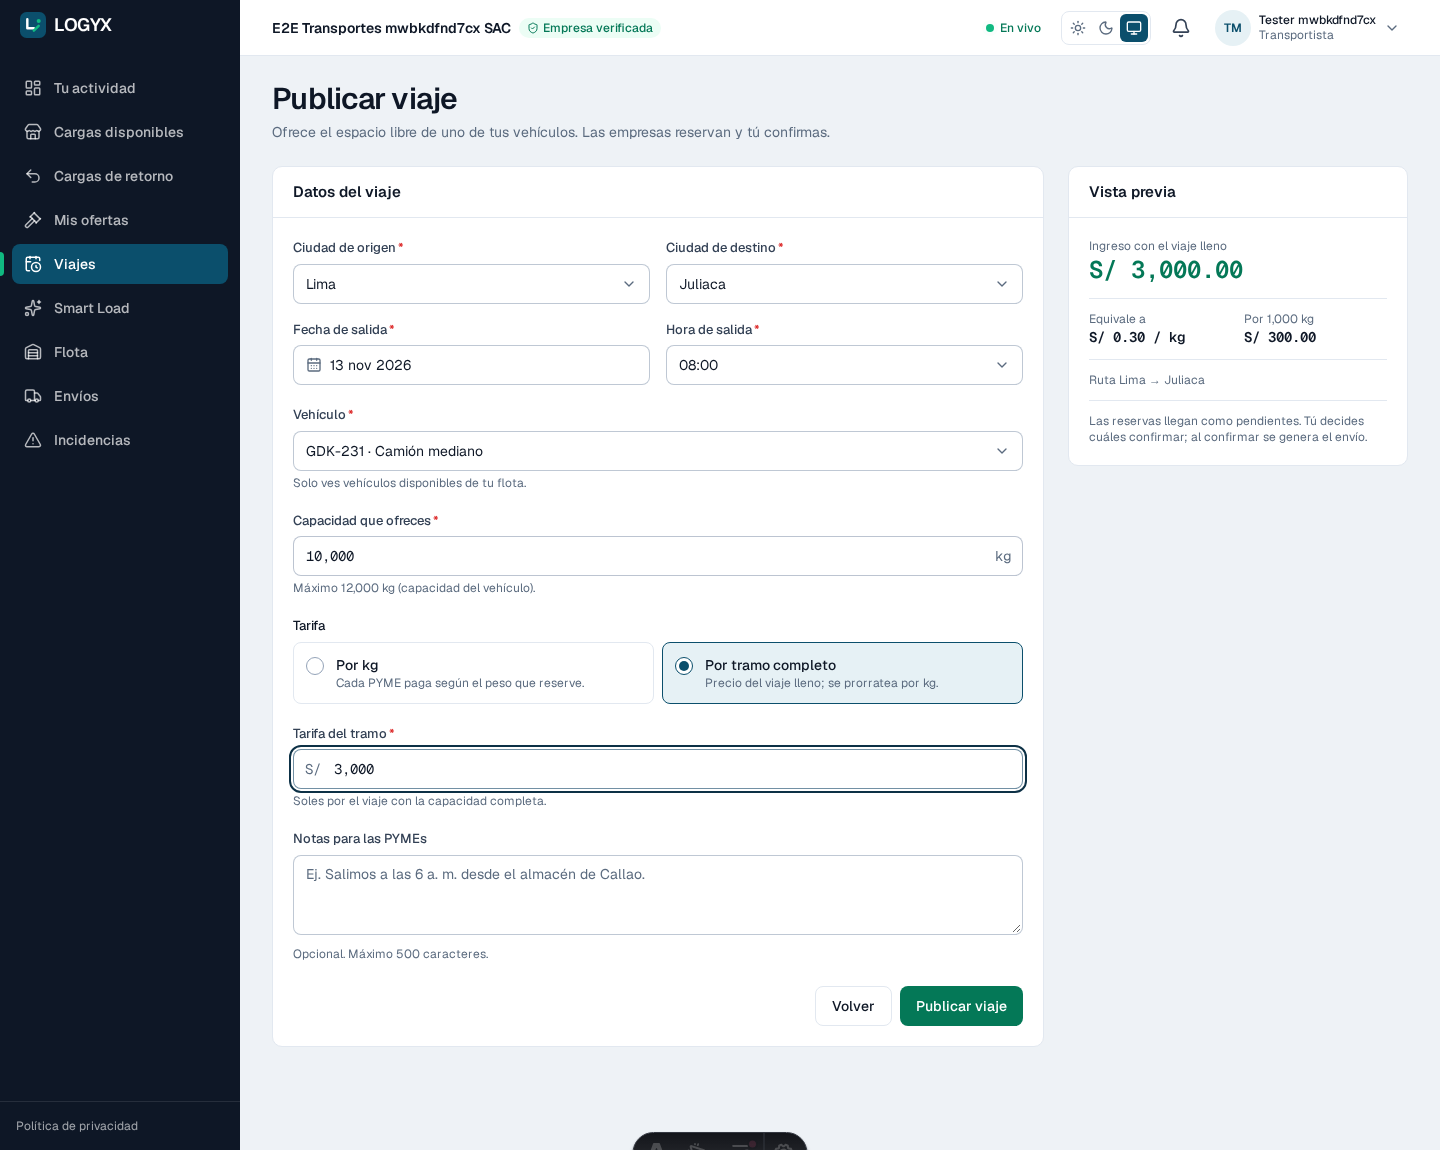 LOGYX
E2E Transportes mwbkdfnd7cx SAC
Empresa verificada
En vivo
TM
Tester mwbkdfnd7cx
Transportista
Tu actividad
Cargas disponibles
Cargas de retorno
Mis ofertas
Viajes
Smart Load
Flota
Envíos
Incidencias
Política de privacidad
Publicar viaje
Ofrece el espacio libre de uno de tus vehículos. Las empresas reservan y tú confirmas.
Datos del viaje
Ciudad de origen *
Ciudad de destino *
Lima
Juliaca
Fecha de salida *
Hora de salida *
13 nov 2026
08:00
Vehículo *
GDK-231 · Camión mediano
Solo ves vehículos disponibles de tu flota.
Capacidad que ofreces *
10,000
kg
Máximo 12,000 kg (capacidad del vehículo).
Tarifa
Por kg
Cada PYME paga según el peso que reserve.
Por tramo completo
Precio del viaje lleno; se prorratea por kg.
Tarifa del tramo *
S/ 3,000
Soles por el viaje con la capacidad completa.
Notas para las PYMEs
Ej. Salimos a las 6 a. m. desde el almacén de Callao.
Opcional. Máximo 500 caracteres.
Volver
Publicar viaje
Vista previa
Ingreso con el viaje lleno
S/ 3,000.00
Equivale a
Por 1,000 kg
S/ 0.30 / kg
S/ 300.00
Ruta Lima → Juliaca
Las reservas llegan como pendientes. Tú decides
cuáles confirmar; al confirmar se genera el envío.